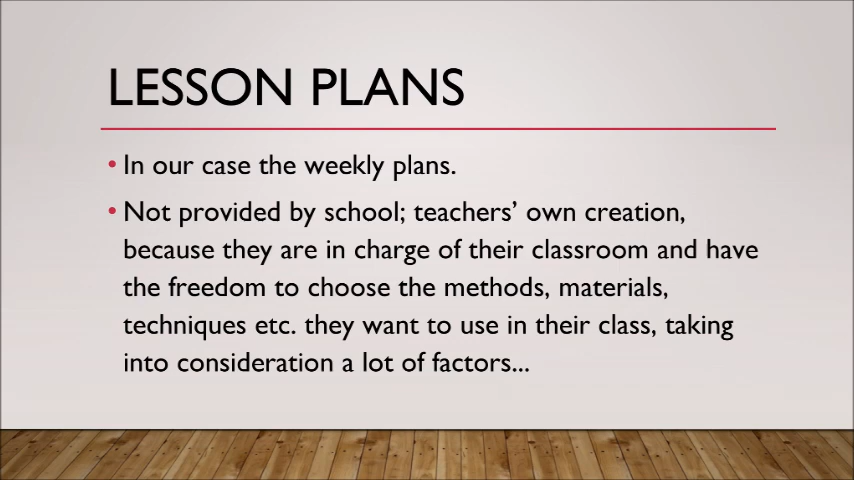 LESSON PLANS
• In our case the weekly plans.
• Not provided by school; teachers’ own creation,
because they are in charge of their classroom and have
the freedom to choose the methods, materials,
techniques etc. they want to use in their class, taking
into consideration a lot of factors...